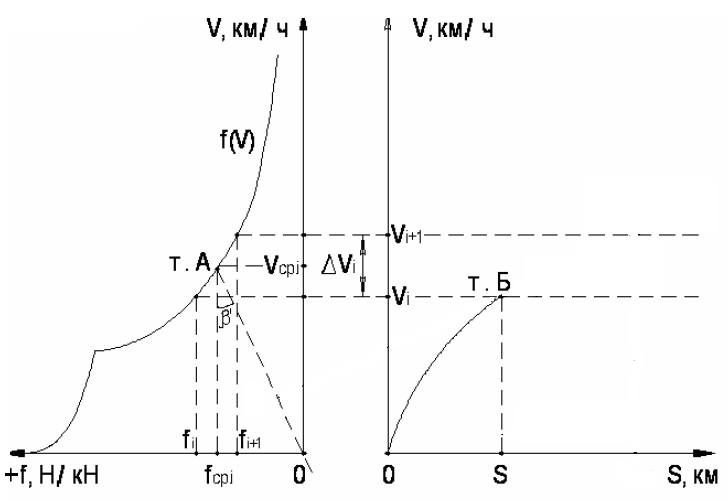 V, км/ ч
V, км/ ч
f(V)
Vi+1
т. А
Vсрi
ΔVi
т. Б
Vi
β'
fi
fi+1
+f, Н/ кН
fсрi
0
0
S
S, км